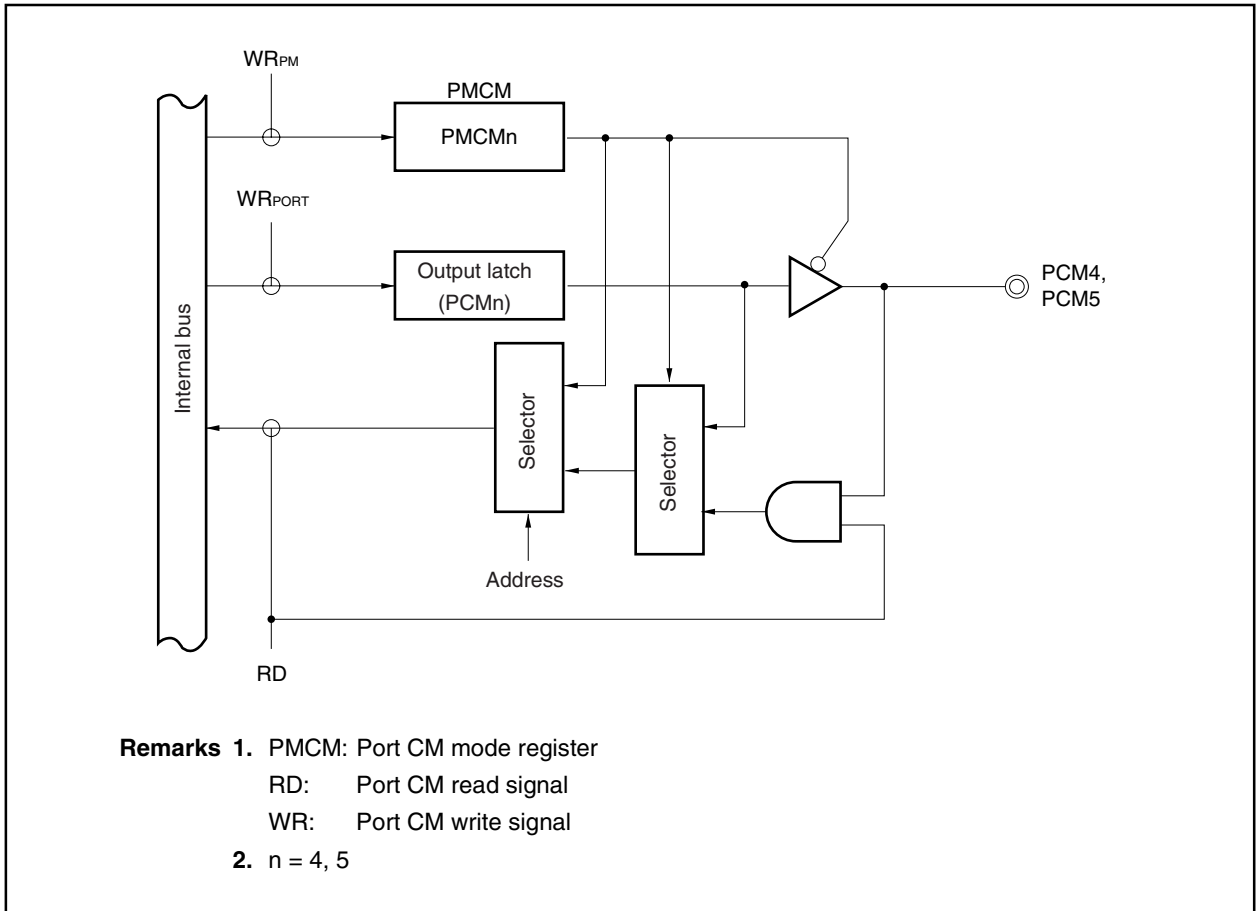 WRPM
PMCM
PMCMn
WRPORT
Output latch
(PCMn)
PCM4,
PCM5
Internal bus
Selector
Selector
Address
RD
Remarks 1. PMCM: Port CM mode register
RD: Port CM read signal
WR: Port CM write signal
2. n = 4, 5